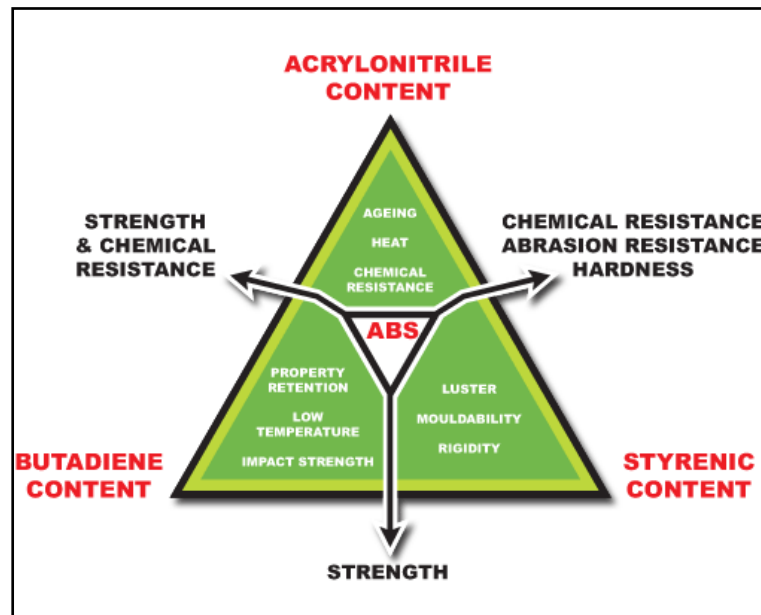 ACRYLONITRILE
CONTENT
STRENGTH
& CHEMICAL
RESISTANCE
CHEMICAL RESISTANCE
ABRASION RESISTANCE
HARDNESS
AGEING
HEAT
CHEMICAL
RESISTANCE
ABS
PROPERTY
RETENTION
LOW
TEMPERATURE
IMPACT STRENGTH
LUSTER
MOULDABILITY
RIGIDITY
BUTADIENE
CONTENT
STYRENIC
CONTENT
STRENGTH